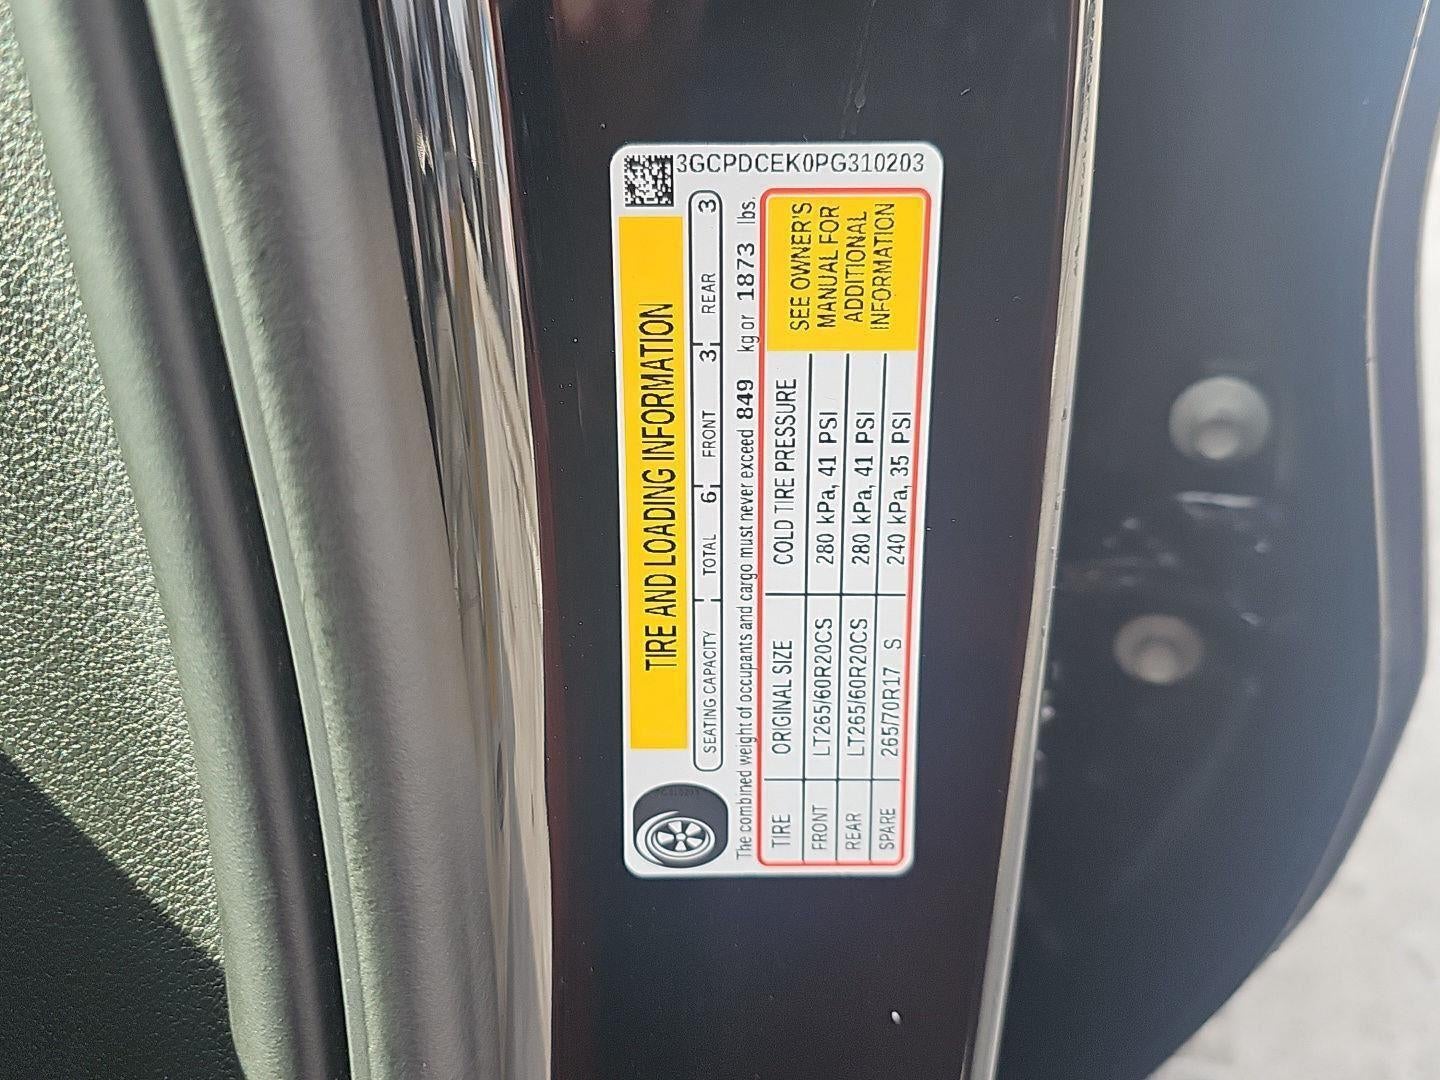 3GCPDCEK0PG310203
TIRE AND LOADING INFORMATION
SEATING CAPACITY TOTAL 6 FRONT 3 REAR 3
The combined weight of occupants and cargo must never exceed 849 kg or 1873 lbs.
TIRE ORIGINAL SIZE COLD TIRE PRESSURE
FRONT LT265/60R20CS 280 kPa, 41 PSI
REAR LT265/60R20CS 280 kPa, 41 PSI
SPARE 265/70R17 S 240 kPa, 35 PSI
SEE OWNER'S
MANUAL FOR
ADDITIONAL
INFORMATION